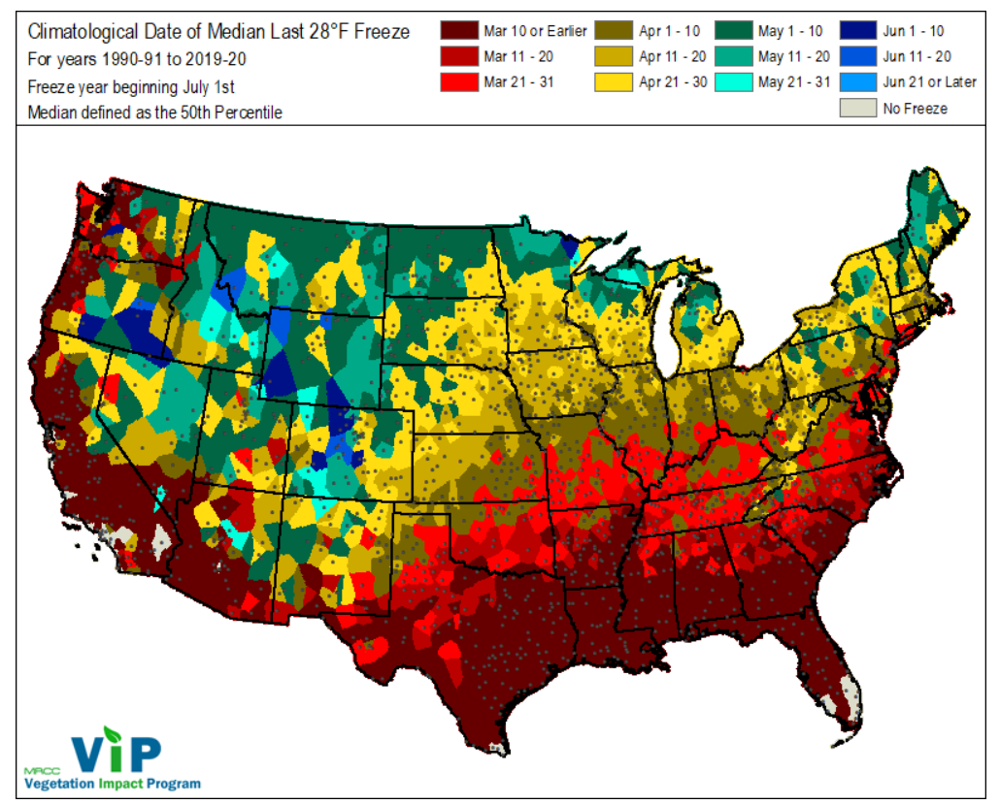 Climatological Date of Median Last 28°F Freeze
For years 1990-91 to 2019-20
Freeze year beginning July 1st
Median defined as the 50th Percentile
Mar 10 or Earlier
Mar 11 - 20
Mar 21 - 31
Apr 1 - 10
Apr 11 - 20
Apr 21 - 30
May 1 - 10
May 11 - 20
May 21 - 31
Jun 1 - 10
Jun 11 - 20
Jun 21 or Later
No Freeze
MRCC
ViP
Vegetation Impact Program